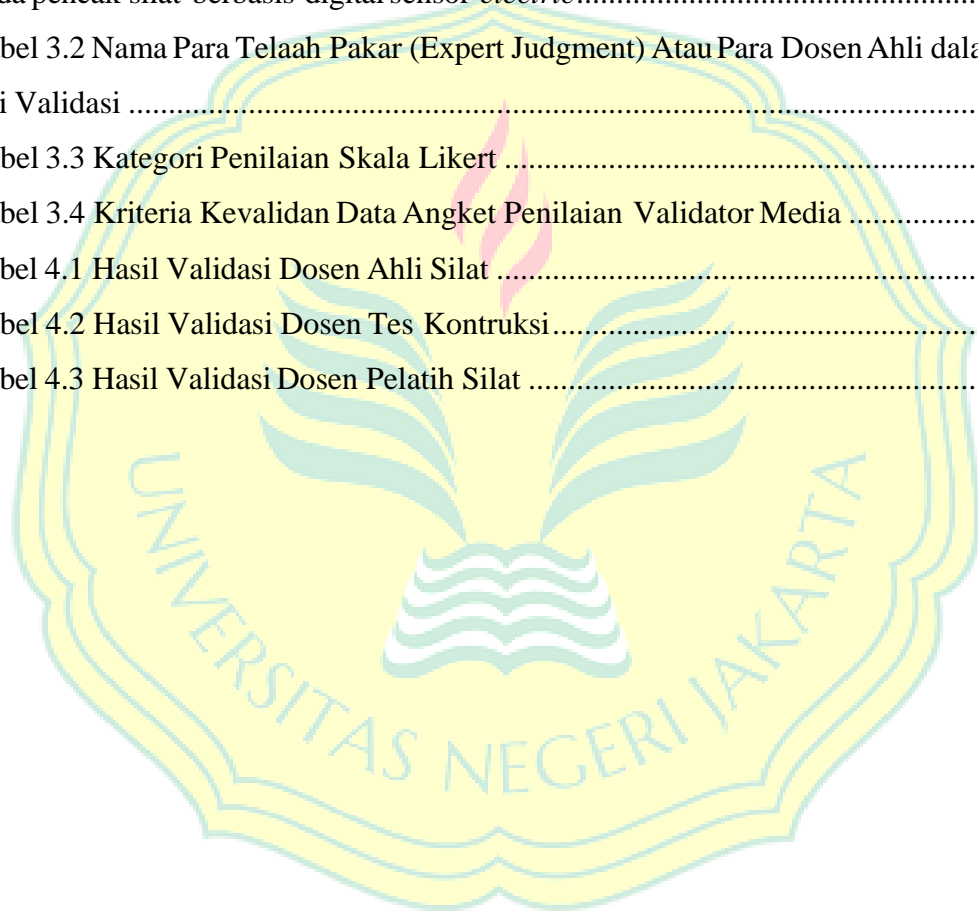 da pencak silat berbasis digital sensor electric....................................................
bel 3.2 Nama Para Telaah Pakar (Expert Judgment) Atau Para Dosen Ahli dala
i Validasi ..........................................................................................................
bel 3.3 Kategori Penilaian Skala Likert ...........................................................
bel 3.4 Kriteria Kevalidan Data Angket Penilaian Validator Media ................
bel 4.1 Hasil Validasi Dosen Ahli Silat ............................................................
bel 4.2 Hasil Validasi Dosen Tes Kontruksi.....................................................
bel 4.3 Hasil Validasi Dosen Pelatih Silat ........................................................
UNIVERSITAS NEGERI JAKARTA